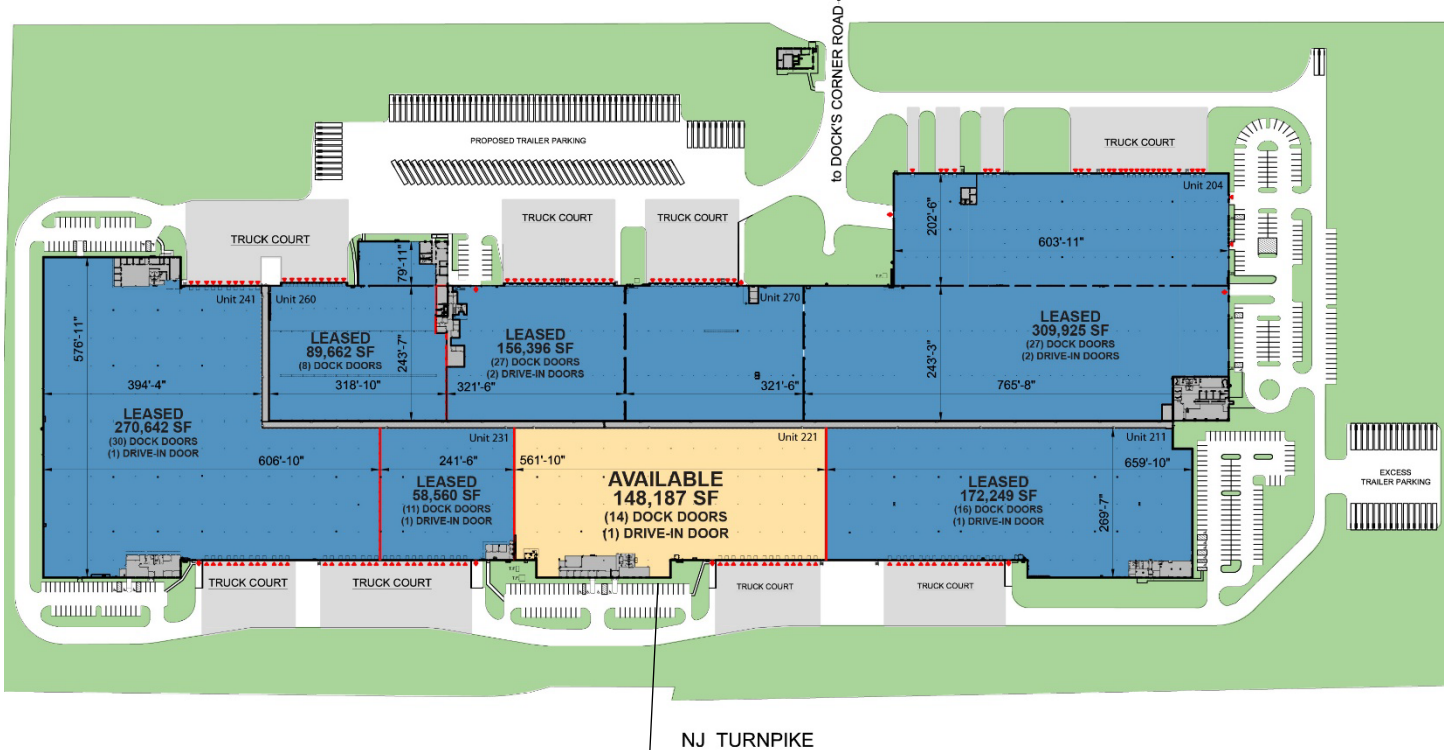 to DOCK'S CORNER ROAD
PROPOSED TRAILER PARKING
TRUCK COURT
Unit 204
202'-6"
603'-11"
TRUCK COURT
TRUCK COURT
TRUCK COURT
79'-11"
Unit 241
Unit 260
Unit 270
576'-11"
LEASED
89,662 SF
(8) DOCK DOORS
243'-7"
318'-10"
LEASED
156,396 SF
(27) DOCK DOORS
(2) DRIVE-IN DOORS
321'-6"
321'-6"
LEASED
309,925 SF
(27) DOCK DOORS
(2) DRIVE-IN DOORS
243'-3"
765'-8"
394'-4"
LEASED
270,642 SF
(30) DOCK DOORS
(1) DRIVE-IN DOOR
606'-10"
Unit 231
241'-6"
LEASED
58,560 SF
(11) DOCK DOORS
(1) DRIVE-IN DOOR
Unit 221
561'-10"
AVAILABLE
148,187 SF
(14) DOCK DOORS
(1) DRIVE-IN DOOR
Unit 211
659'-10"
LEASED
172,249 SF
(16) DOCK DOORS
(1) DRIVE-IN DOOR
269'-7"
EXCESS
TRAILER PARKING
TRUCK COURT
TRUCK COURT
TRUCK COURT
TRUCK COURT
NJ TURNPIKE